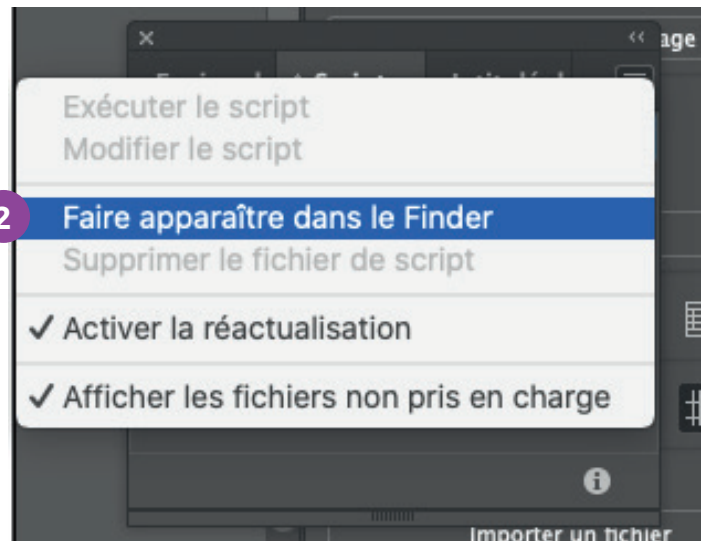 age
Exécuter le script
Modifier le script
2
Faire apparaître dans le Finder
Supprimer le fichier de script
✓ Activer la réactualisation
✓ Afficher les fichiers non pris en charge
Importer un fichier